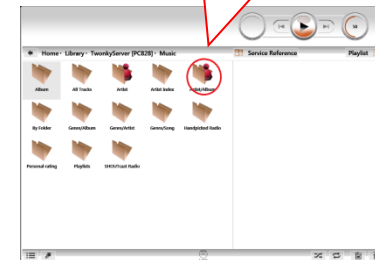 Home Library TwonkyServer [PCB2B] Music
Service Reference
Playlist
Album
All Tracks
Artist
Artist Index
Artist/Album
By Folder
Genre/Album
Genre/Artist
Genre/Song
Handpicked Radio
Personal rating
Playlists
SHOUTcast Radio